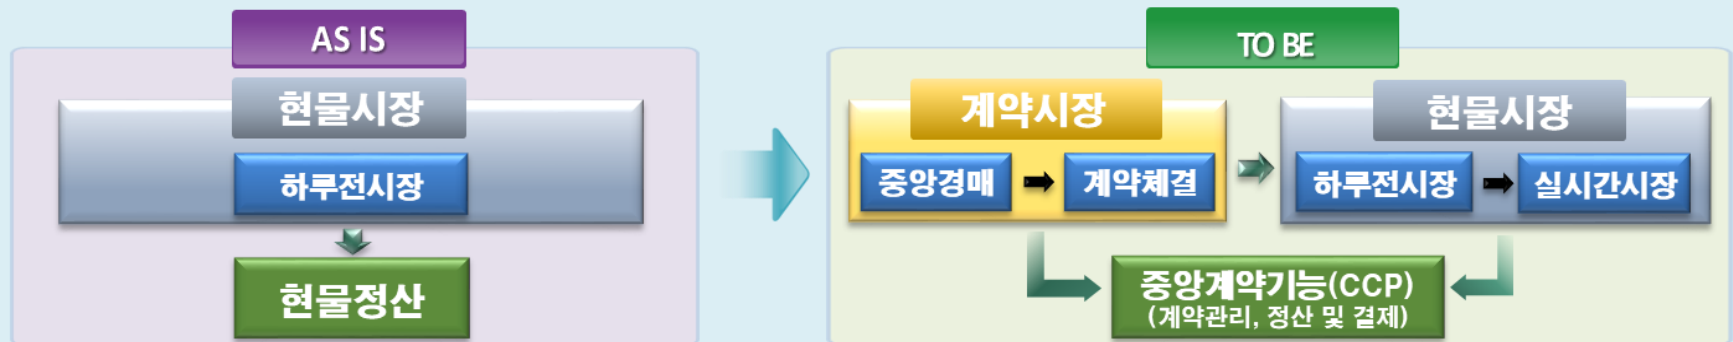 AS IS
현물시장
하루전시장
현물정산
TO BE
계약시장
중앙경매
계약체결
현물시장
하루전시장
실시간시장
중앙계약기능(CCP)
(계약관리, 정산 및 결제)